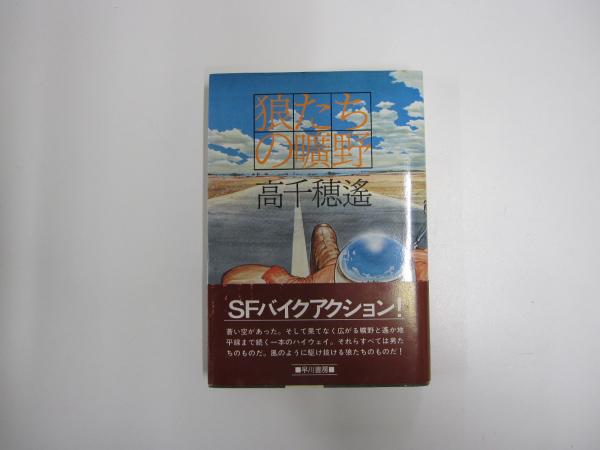 狼たち
の曠野
高千穂遙
SFバイクアクション!
蒼い空があった。そして果てなく広がる曠野と遥か地
平線まで続く一本のハイウェイ。それらすべては男た
ちのものだ。風のように駆け抜ける狼たちのものだ!
■早川書房■